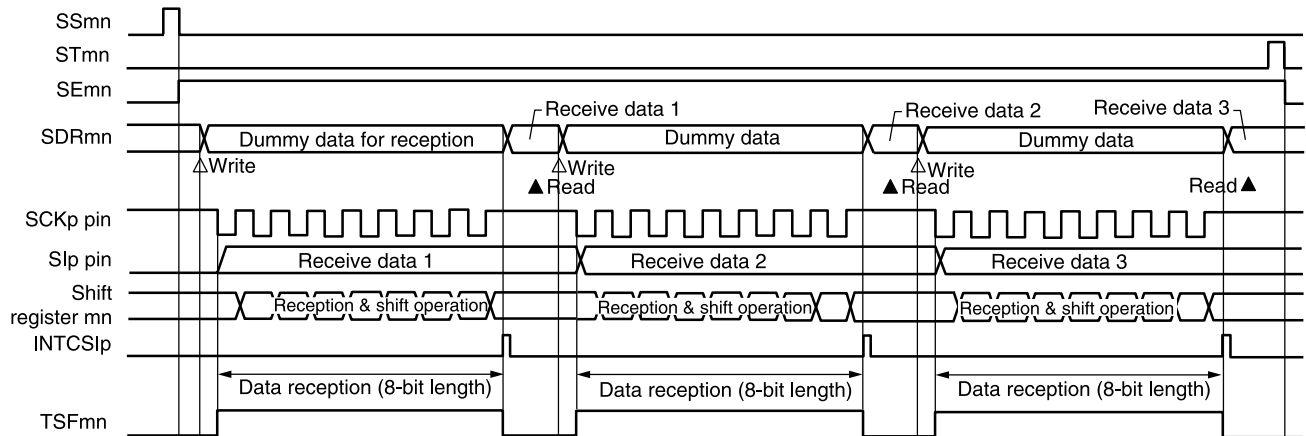 SSmn
STmn
SEmn
Receive data 1
Receive data 2
Receive data 3
SDRmn
Dummy data for reception
Dummy data
Dummy data
△Write
△Write
△Write
▲Read
▲Read
Read▲
SCKp pin
SIp pin
Receive data 1
Receive data 2
Receive data 3
Shift
register mn
Reception & shift operation
Reception & shift operation
Reception & shift operation
INTCSIp
Data reception (8-bit length)
Data reception (8-bit length)
Data reception (8-bit length)
TSFmn